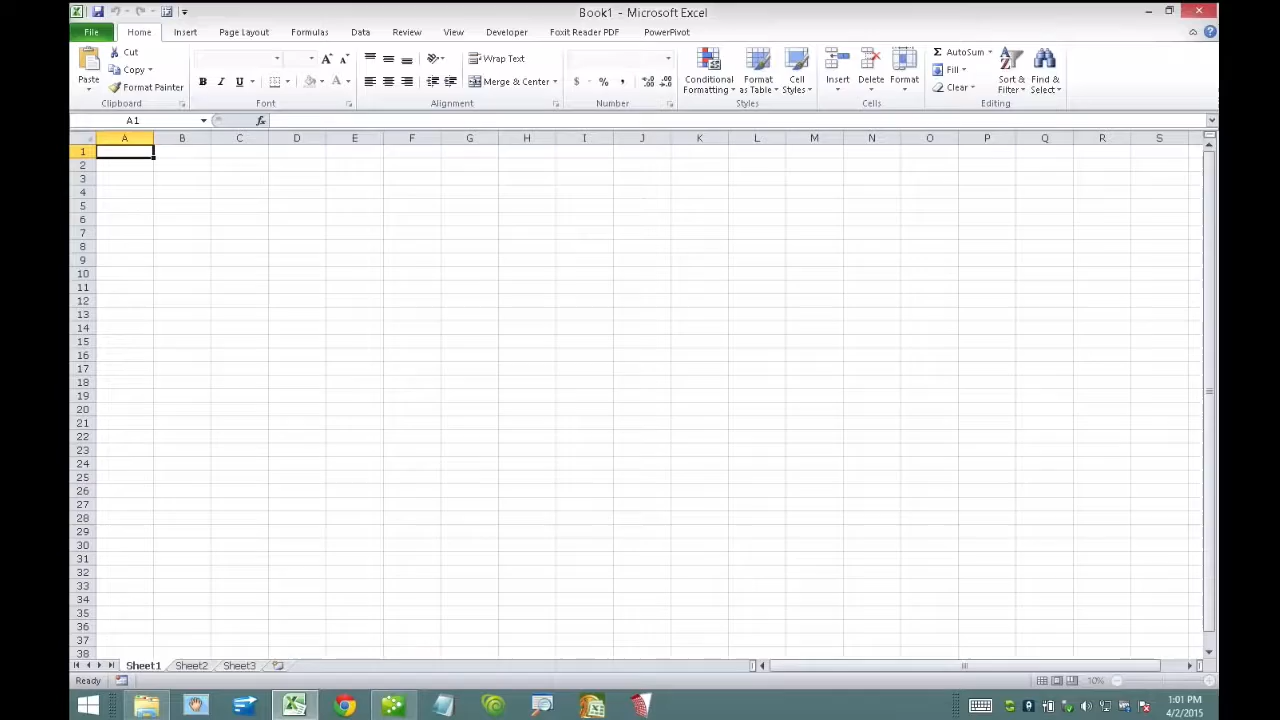 Book1 - Microsoft Excel
File Home Insert Page Layout Formulas Data Review View Developer Foxit Reader PDF PowerPivot
Paste
Cut
Copy
Format Painter
Clipboard
B I U A
Font
Wrap Text
Merge & Center
Alignment
$ % ,
Number
Conditional Formatting
Format as Table
Cell Styles
Styles
Insert
Delete
Format
Cells
AutoSum
Fill
Clear
Sort & Filter
Find & Select
Editing
A1 fx
A B C D E F G H I J K L M N O P Q R S
1
2
3
4
5
6
7
8
9
10
11
12
13
14
15
16
17
18
19
20
21
22
23
24
25
26
27
28
29
30
31
32
33
34
35
36
37
38
Sheet1 Sheet2 Sheet3
Ready 10%
1:01 PM
4/2/2015